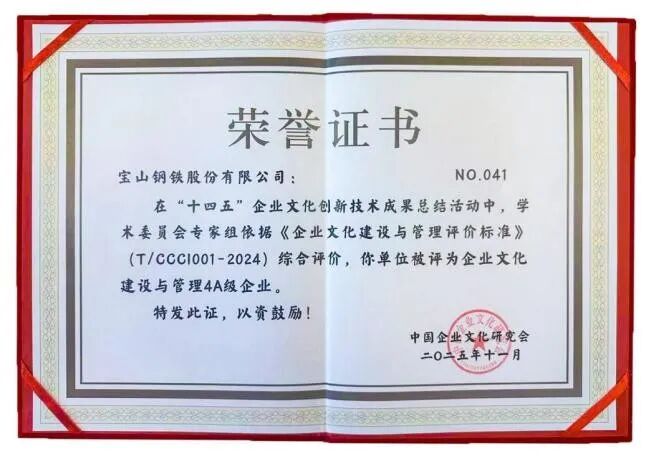 荣誉证书
宝山钢铁股份有限公司： NO.041
在“十四五”企业文化创新技术成果总结活动中，学
术委员会专家组依据《企业文化建设与管理评价标准》
（T/CCCI001-2024）综合评价，你单位被评为企业文化
建设与管理4A级企业。
特发此证，以资鼓励！
中国企业文化研究会
二〇二五年十一月